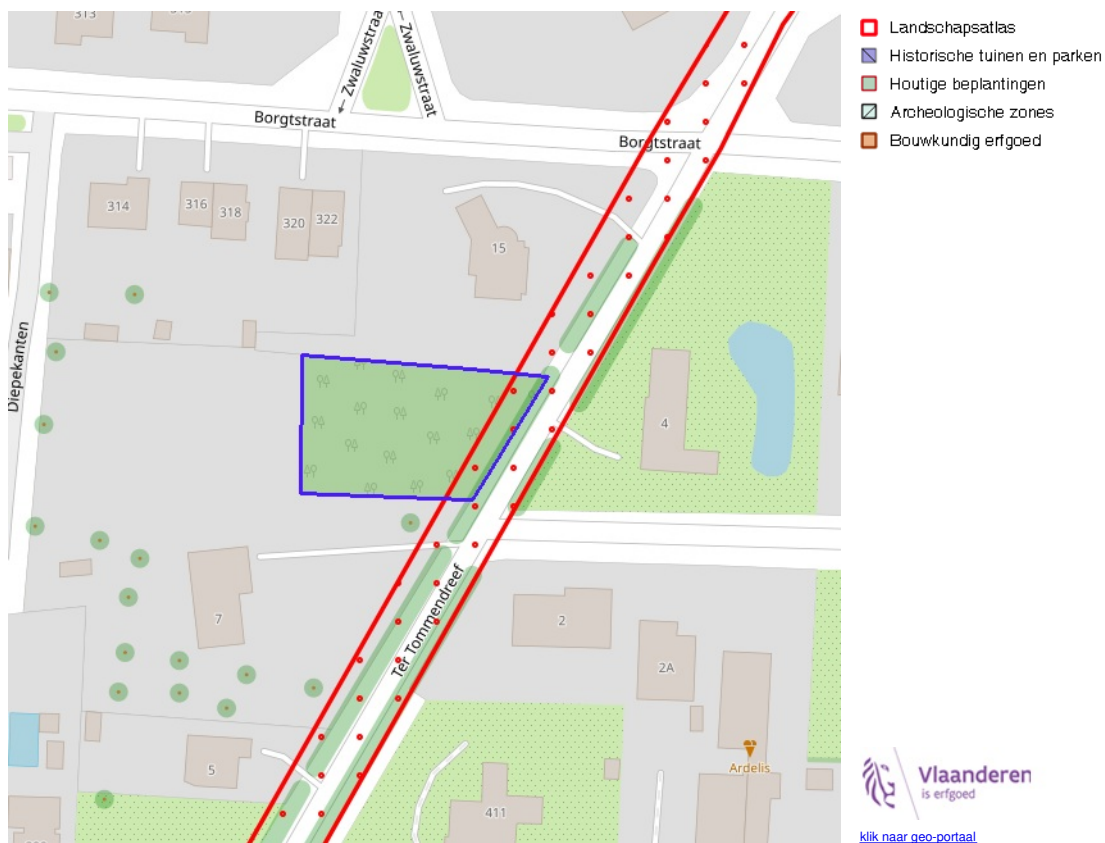 313
← Zwaluwstraat
← Zwaluwstraat
Borgtstraat
Borgtstraat
314
316
318
320
322
15
Diepekanten
4
7
Ter Tommendreef
2
2A
5
Ardelis
411
Landschapsatlas
Historische tuinen en parken
Houtige beplantingen
Archeologische zones
Bouwkundig erfgoed
Vlaanderen
is erfgoed
klik naar geo-portaal